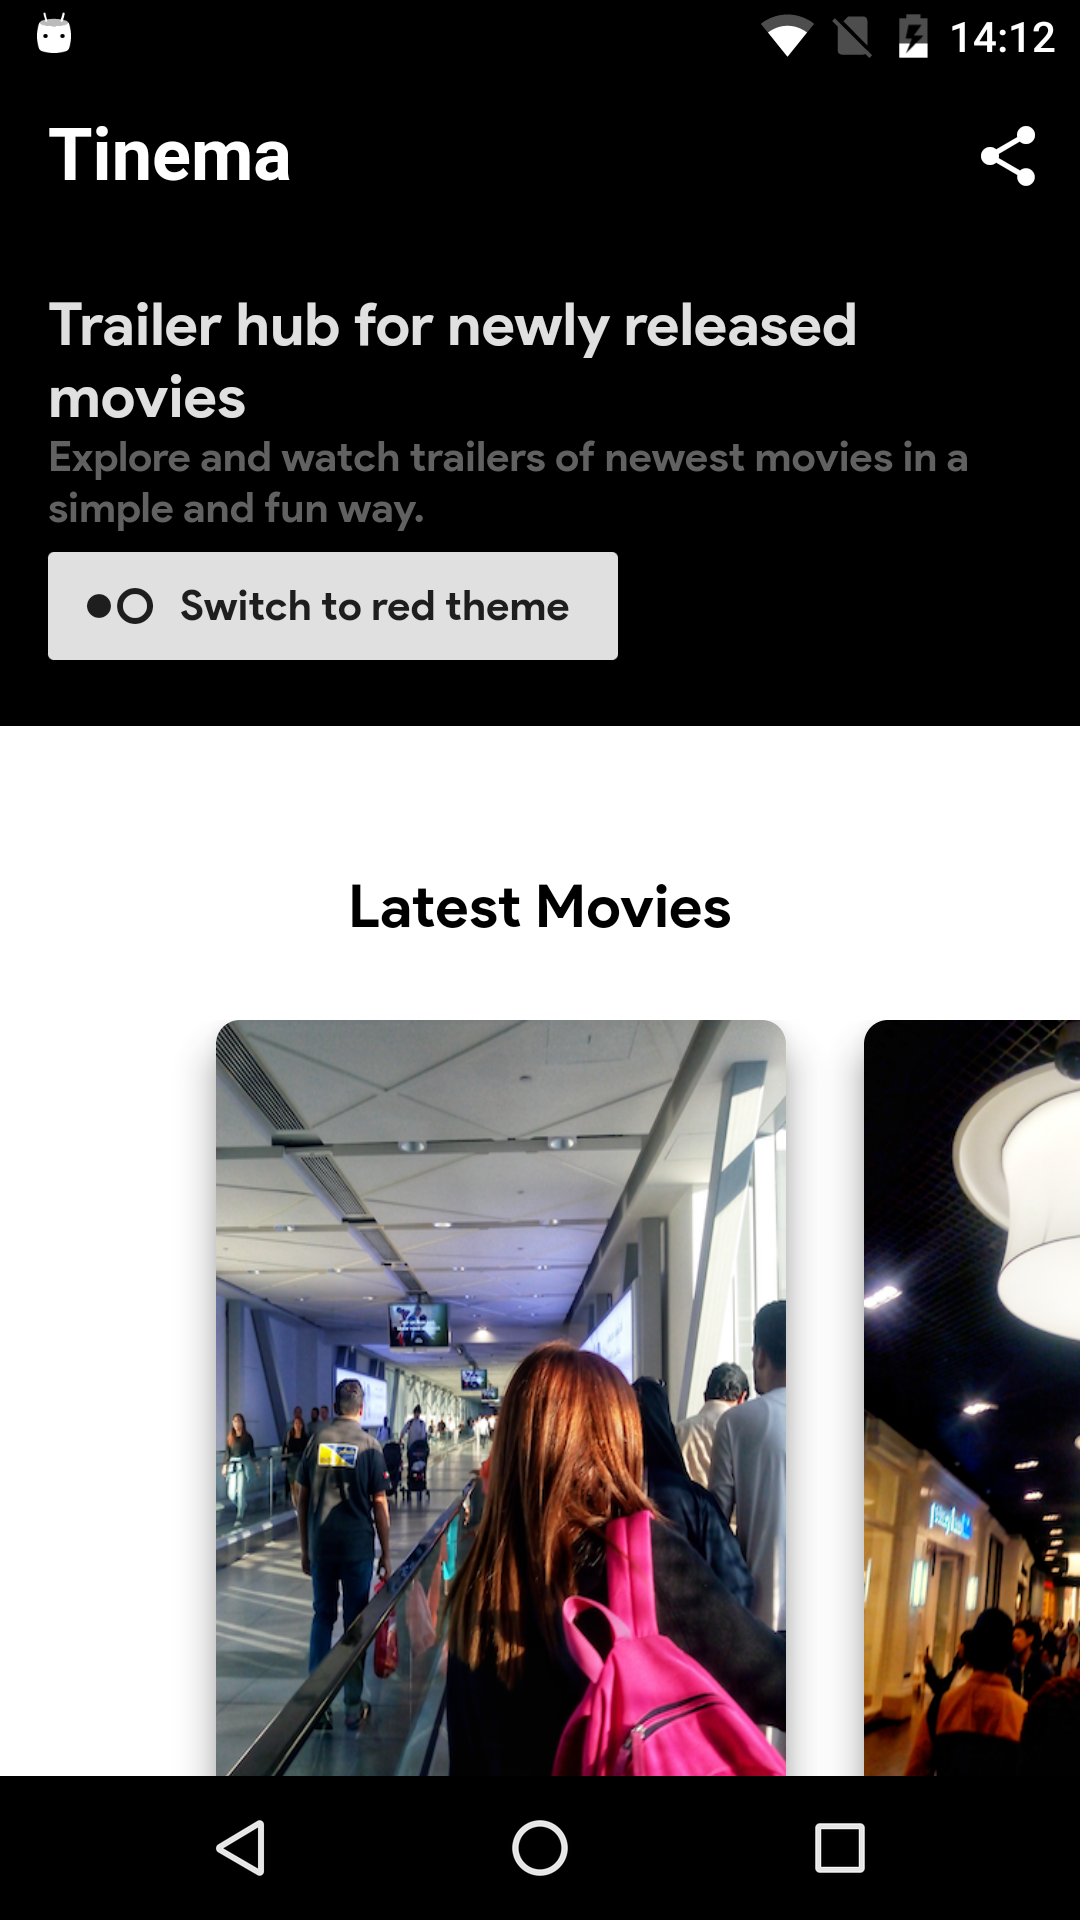 14:12
Tinema
Trailer hub for newly released
movies
Explore and watch trailers of newest movies in a
simple and fun way.
Switch to red theme
Latest Movies